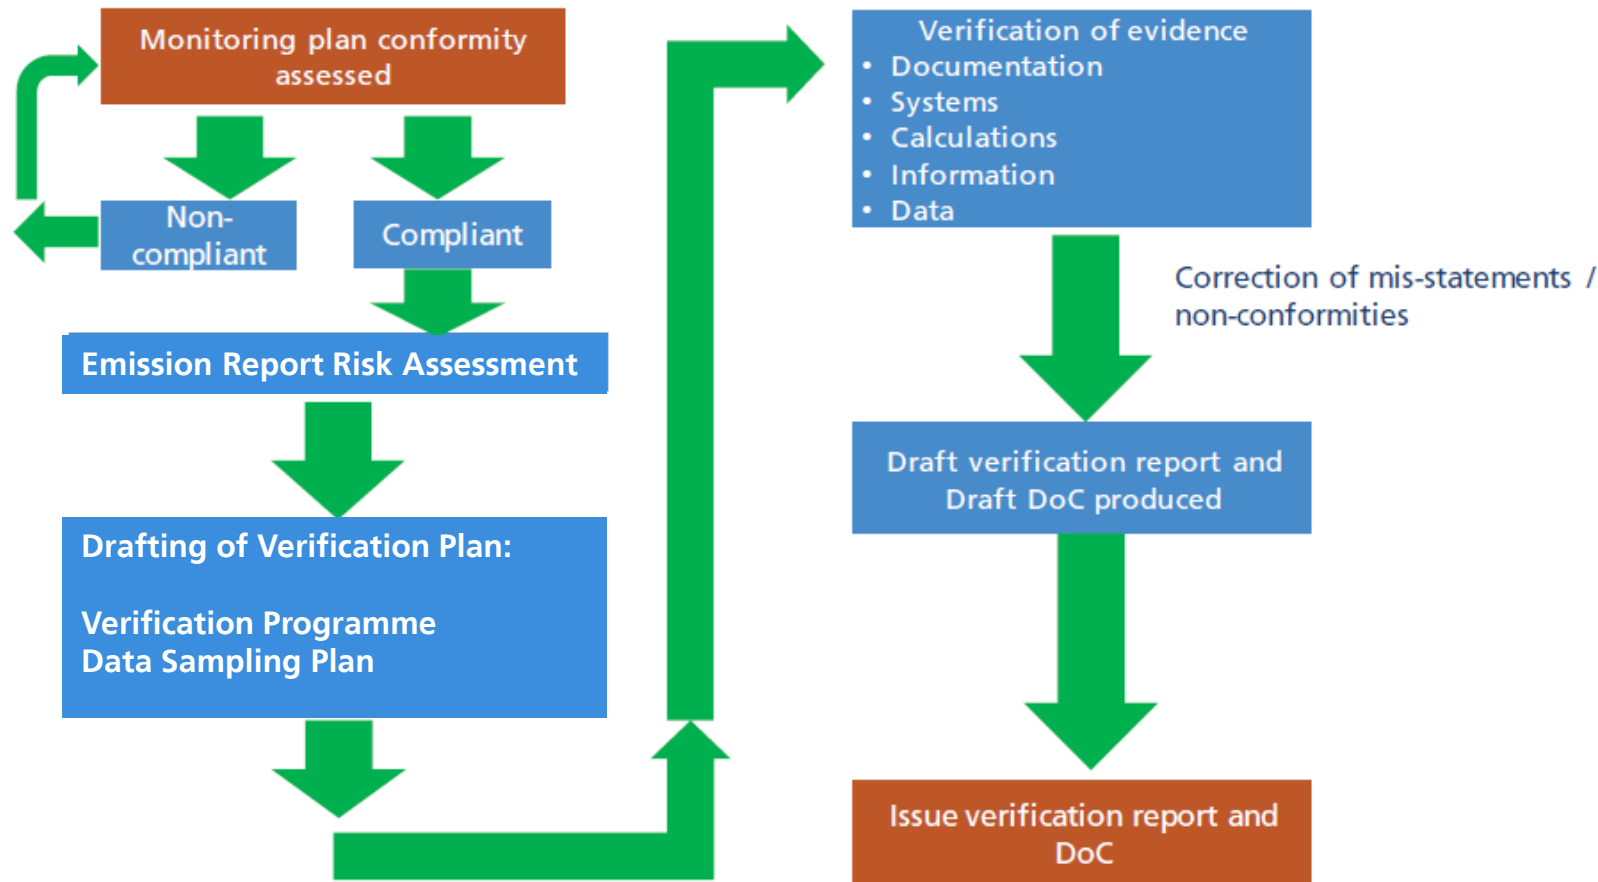 Monitoring plan conformity
assessed
Non-
compliant
Compliant
Emission Report Risk Assessment
Drafting of Verification Plan:
Verification Programme
Data Sampling Plan
Verification of evidence
• Documentation
• Systems
• Calculations
• Information
• Data
Correction of mis-statements /
non-conformities
Draft verification report and
Draft DoC produced
Issue verification report and
DoC